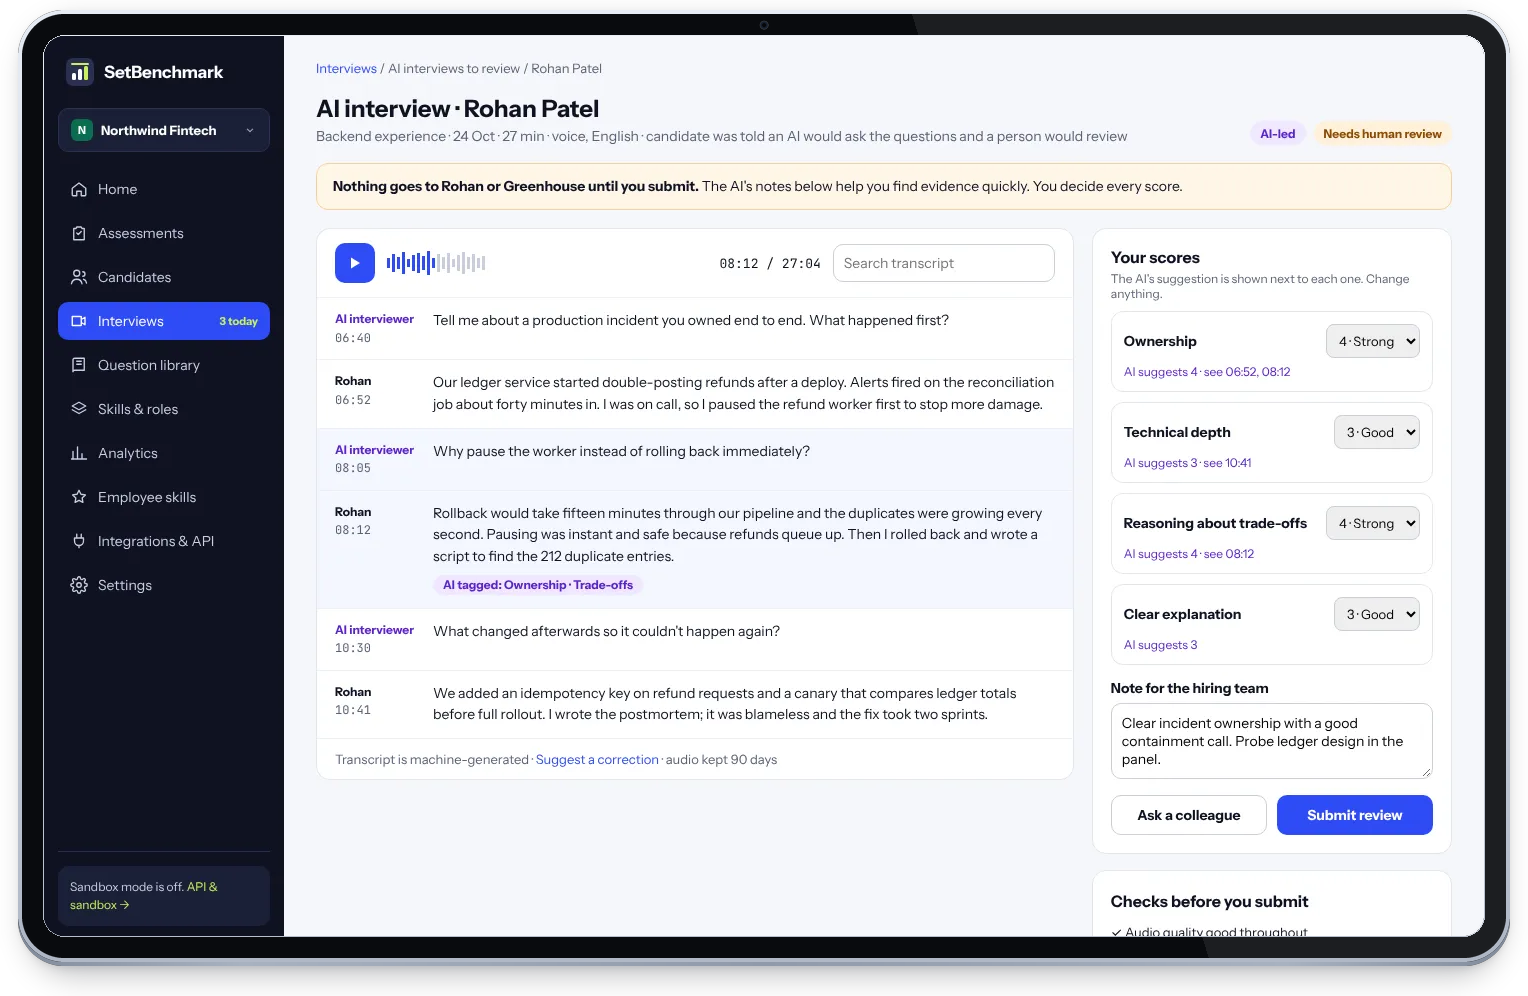 SetBenchmark
N Northwind Fintech
Home
Assessments
Candidates
Interviews 3 today
Question library
Skills & roles
Analytics
Employee skills
Integrations & API
Settings
Sandbox mode is off. API &
sandbox →
Interviews / AI interviews to review / Rohan Patel
AI interview · Rohan Patel
Backend experience · 24 Oct · 27 min · voice, English · candidate was told an AI would ask the questions and a person would review
AI-led
Needs human review
Nothing goes to Rohan or Greenhouse until you submit. The AI's notes below help you find evidence quickly. You decide every score.
08:12 / 27:04
Search transcript
AI interviewer
06:40
Tell me about a production incident you owned end to end. What happened first?
Rohan
06:52
Our ledger service started double-posting refunds after a deploy. Alerts fired on the reconciliation
job about forty minutes in. I was on call, so I paused the refund worker first to stop more damage.
AI interviewer
08:05
Why pause the worker instead of rolling back immediately?
Rohan
08:12
Rollback would take fifteen minutes through our pipeline and the duplicates were growing every
second. Pausing was instant and safe because refunds queue up. Then I rolled back and wrote a
script to find the 212 duplicate entries.
AI tagged: Ownership · Trade-offs
AI interviewer
10:30
What changed afterwards so it couldn't happen again?
Rohan
10:41
We added an idempotency key on refund requests and a canary that compares ledger totals
before full rollout. I wrote the postmortem; it was blameless and the fix took two sprints.
Transcript is machine-generated · Suggest a correction · audio kept 90 days
Your scores
The AI's suggestion is shown next to each one. Change
anything.
Ownership
4 · Strong
AI suggests 4 · see 06:52, 08:12
Technical depth
3 · Good
AI suggests 3 · see 10:41
Reasoning about trade-offs
4 · Strong
AI suggests 4 · see 08:12
Clear explanation
3 · Good
AI suggests 3
Note for the hiring team
Clear incident ownership with a good
containment call. Probe ledger design in the
panel.
Ask a colleague
Submit review
Checks before you submit
✓ Audio quality good throughout